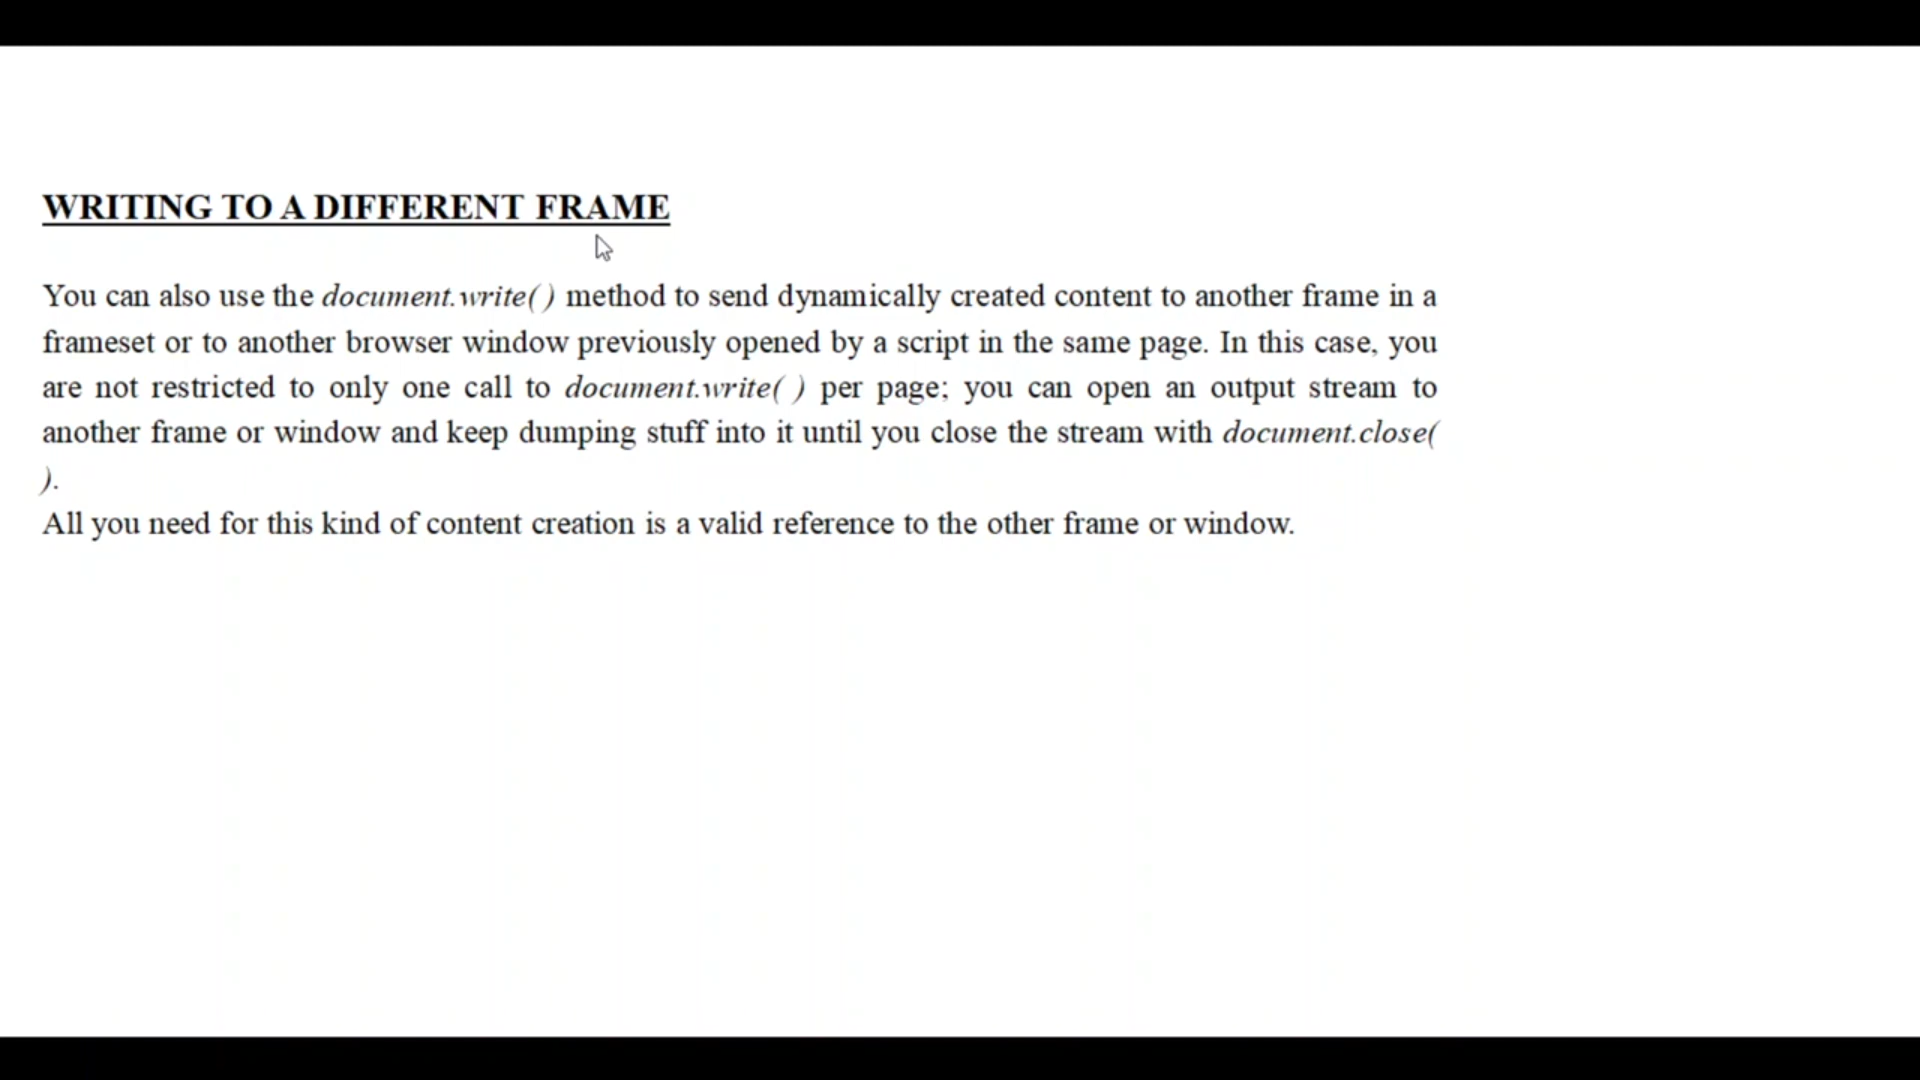 WRITING TO A DIFFERENT FRAME
You can also use the document.write( ) method to send dynamically created content to another frame in a
frameset or to another browser window previously opened by a script in the same page. In this case, you
are not restricted to only one call to document.write( ) per page; you can open an output stream to
another frame or window and keep dumping stuff into it until you close the stream with document.close(
).
All you need for this kind of content creation is a valid reference to the other frame or window.